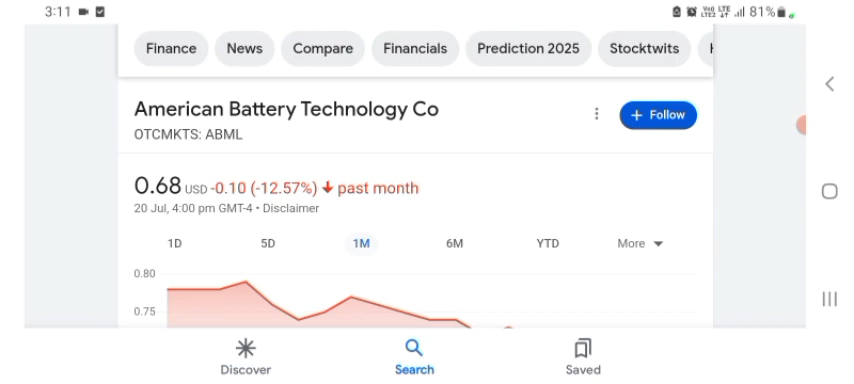 3:11 81%
Finance News Compare Financials Prediction 2025 Stocktwits
American Battery Technology Co
+ Follow
OTCMKTS: ABML
0.68 USD -0.10 (-12.57%) ↓ past month
20 Jul, 4:00 pm GMT-4 • Disclaimer
1D 5D 1M 6M YTD More
0.80
0.75
Discover Search Saved